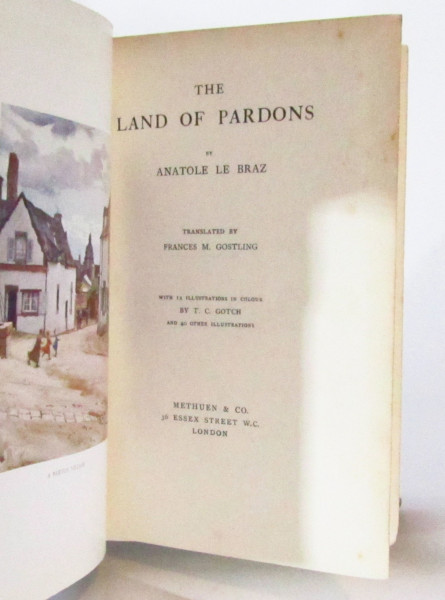 THE
LAND OF PARDONS
BY
ANATOLE LE BRAZ
TRANSLATED BY
FRANCES M. GOSTLING
WITH 12 ILLUSTRATIONS IN COLOUR
BY T. C. GOTCH
AND 40 OTHER ILLUSTRATIONS
METHUEN & CO.
36 ESSEX STREET W.C.
LONDON